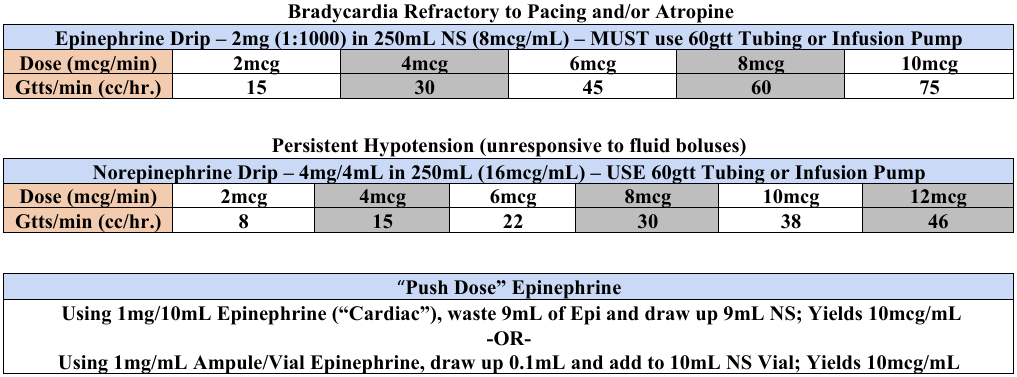 Bradycardia Refractory to Pacing and/or Atropine
Epinephrine Drip – 2mg (1:1000) in 250mL NS (8mcg/mL) – MUST use 60gtt Tubing or Infusion Pump
Dose (mcg/min) 2mcg 4mcg 6mcg 8mcg 10mcg
Gtts/min (cc/hr.) 15 30 45 60 75
Persistent Hypotension (unresponsive to fluid boluses)
Norepinephrine Drip – 4mg/4mL in 250mL (16mcg/mL) – USE 60gtt Tubing or Infusion Pump
Dose (mcg/min) 2mcg 4mcg 6mcg 8mcg 10mcg 12mcg
Gtts/min (cc/hr.) 8 15 22 30 38 46
“Push Dose” Epinephrine
Using 1mg/10mL Epinephrine (“Cardiac”), waste 9mL of Epi and draw up 9mL NS; Yields 10mcg/mL
-OR-
Using 1mg/mL Ampule/Vial Epinephrine, draw up 0.1mL and add to 10mL NS Vial; Yields 10mcg/mL